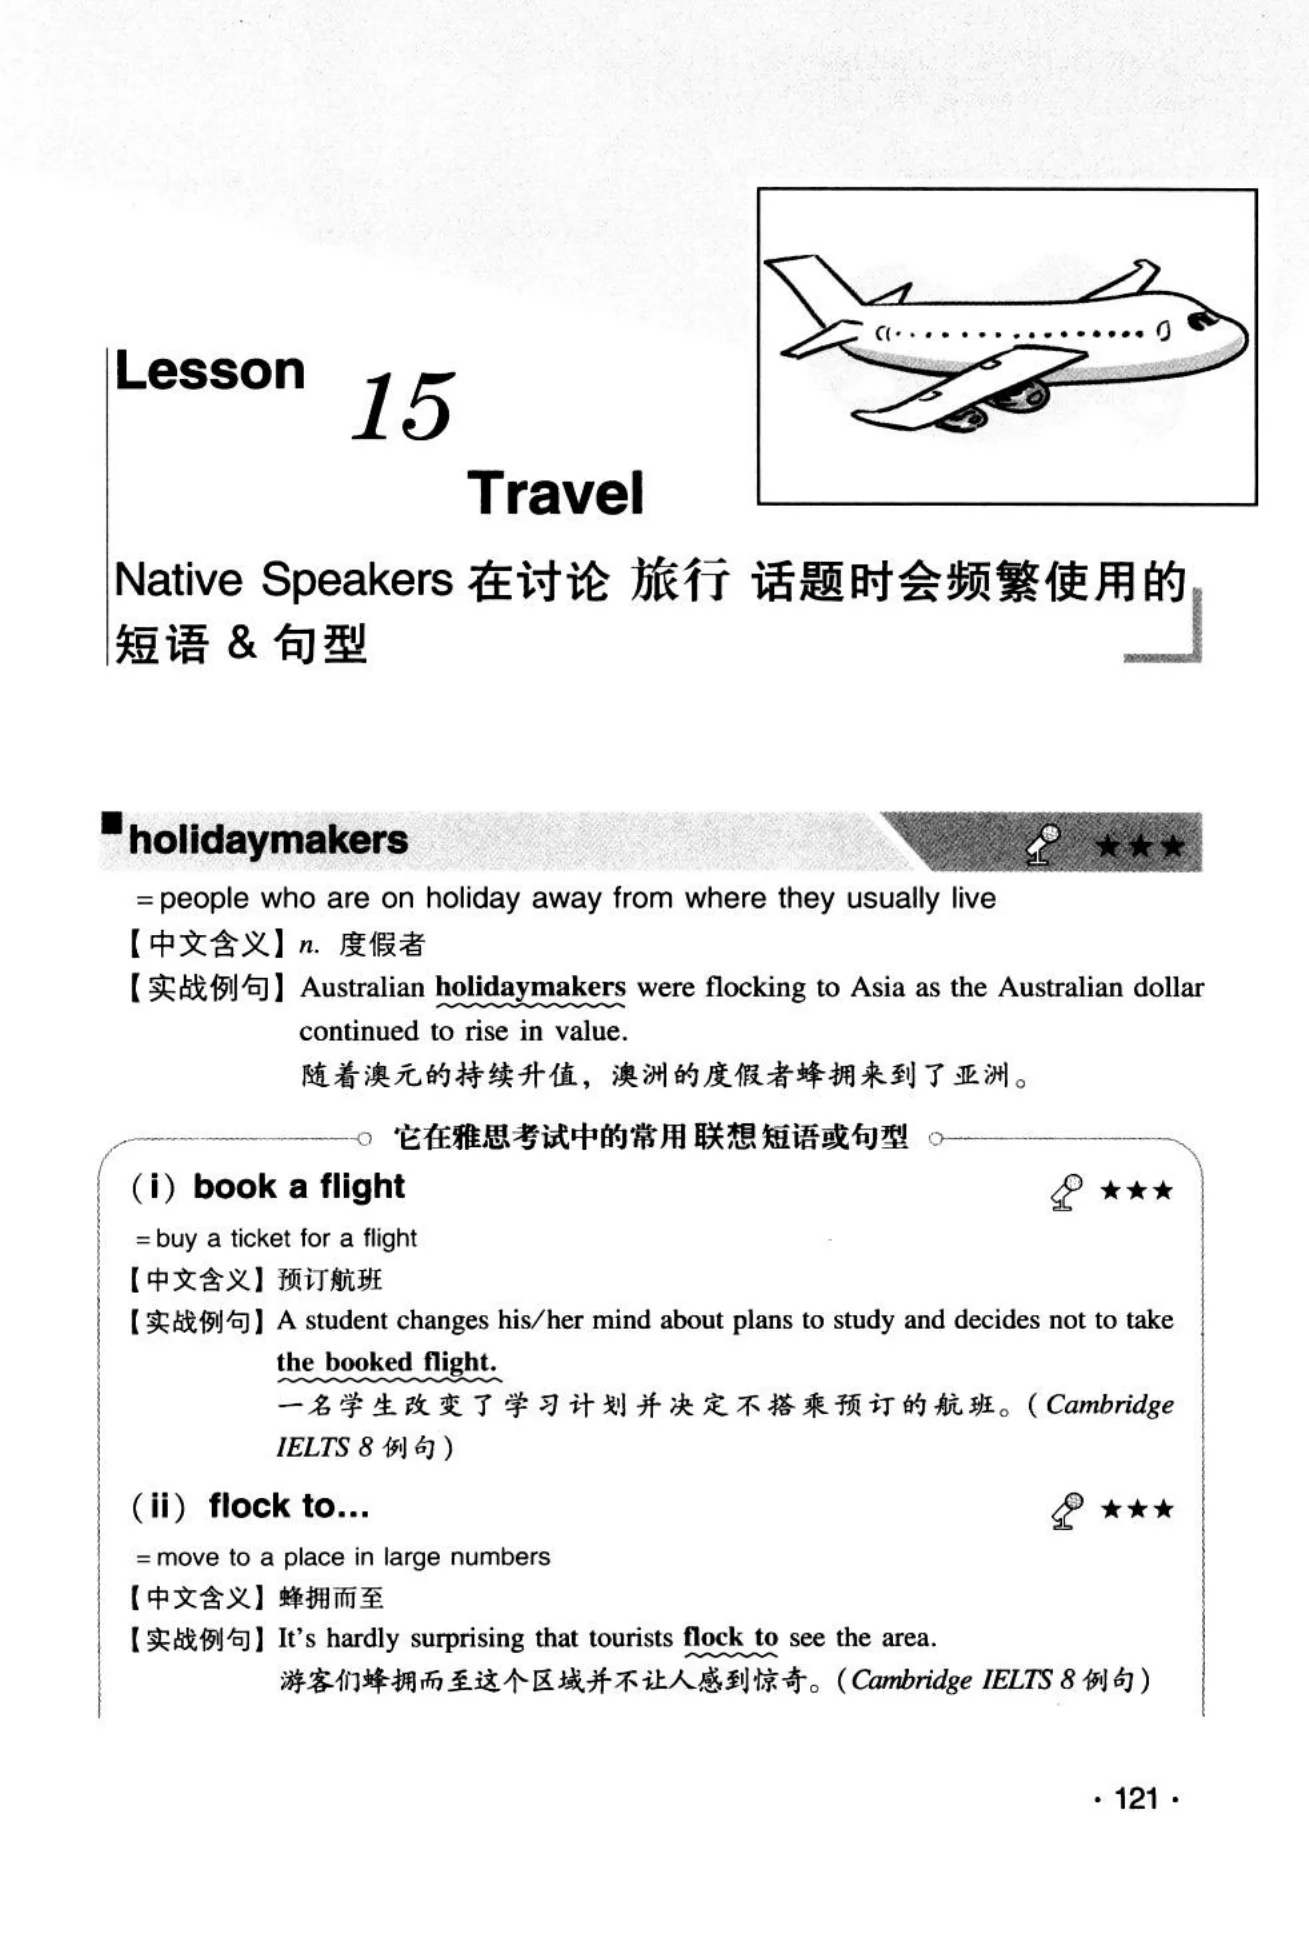 Lesson 15
Travel
Native Speakers 在讨论 旅行 话题时会频繁使用的
短语 & 句型
holidaymakers ★★★
= people who are on holiday away from where they usually live
【中文含义】n. 度假者
【实战例句】Australian holidaymakers were flocking to Asia as the Australian dollar
continued to rise in value.
随着澳元的持续升值，澳洲的度假者蜂拥来到了亚洲。
它在雅思考试中的常用联想短语或句型
(i) book a flight ★★★
= buy a ticket for a flight
【中文含义】预订航班
【实战例句】A student changes his/her mind about plans to study and decides not to take
the booked flight.
一名学生改变了学习计划并决定不搭乘预订的航班。(Cambridge
IELTS 8 例句)
(ii) flock to... ★★★
= move to a place in large numbers
【中文含义】蜂拥而至
【实战例句】It's hardly surprising that tourists flock to see the area.
游客们蜂拥而至这个区域并不让人感到惊奇。(Cambridge IELTS 8 例句)
· 121 ·